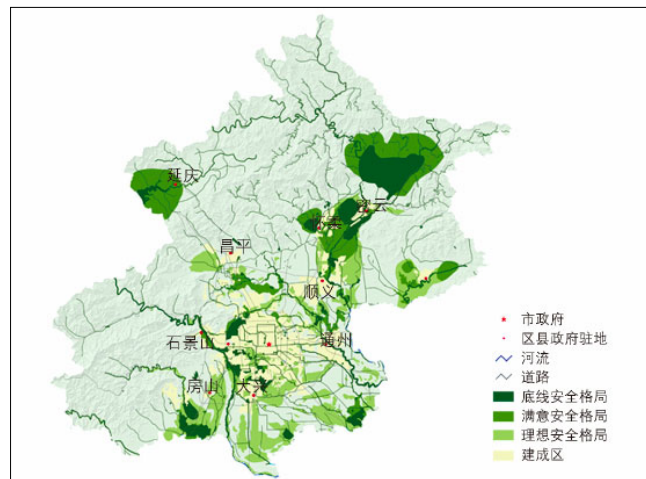 延庆
密云
怀柔
昌平
顺义
石景山
通州
房山
大兴
市政府
区县政府驻地
河流
道路
底线安全格局
满意安全格局
理想安全格局
建成区